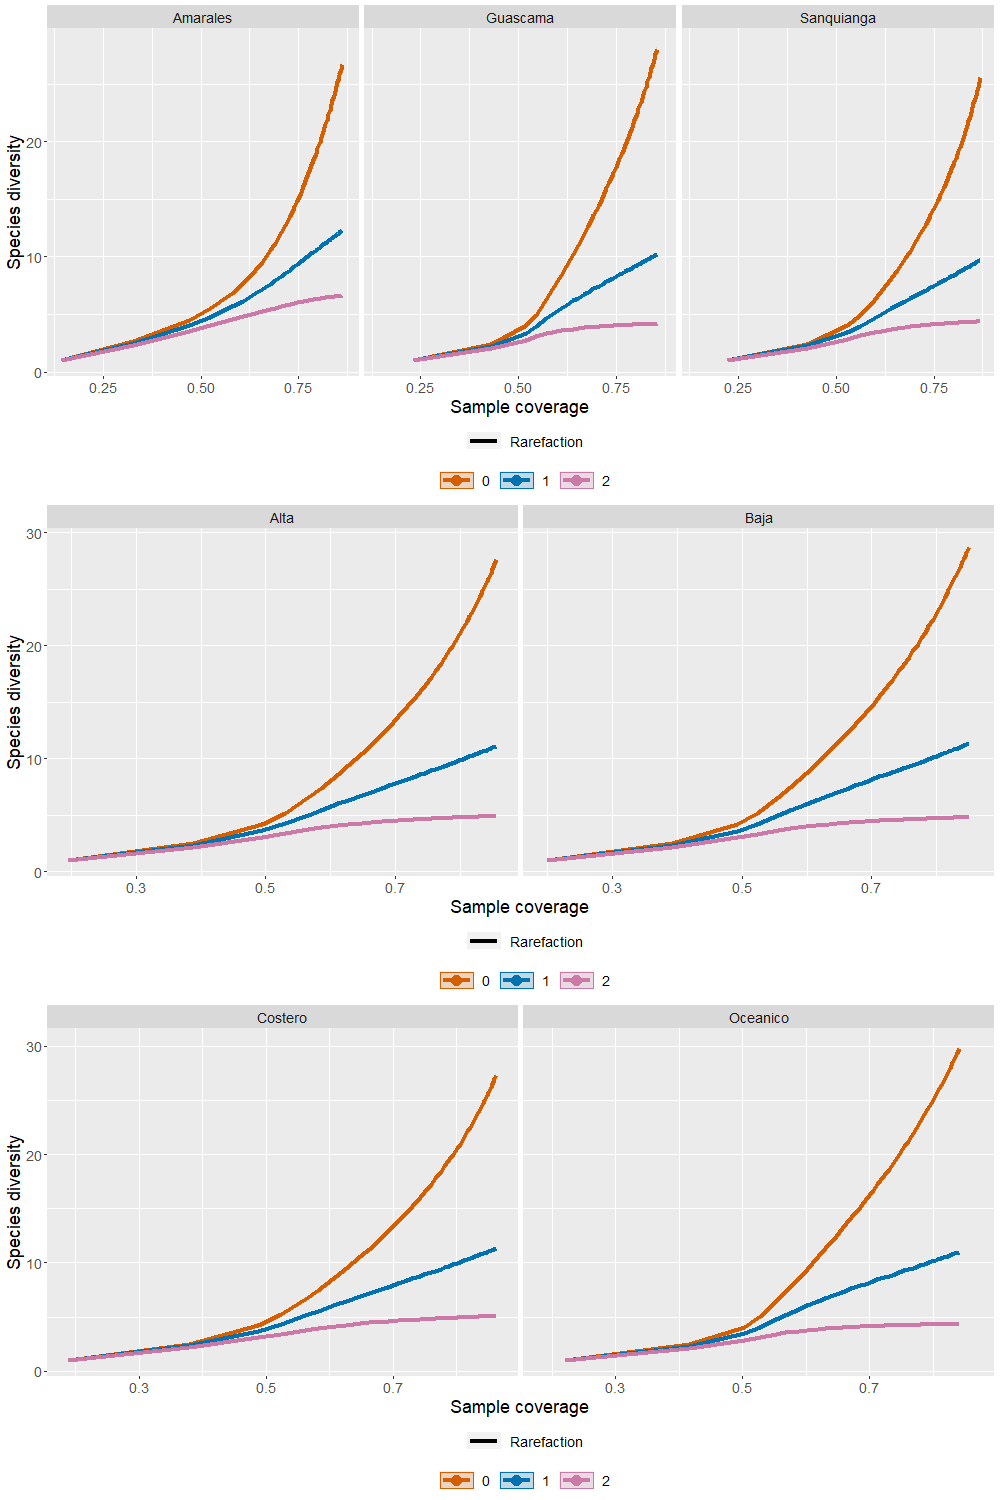 Amarales Guascama Sanquianga
Species diversity
20
10
0
0.25 0.50 0.75 0.25 0.50 0.75 0.25 0.50 0.75
Sample coverage
Rarefaction
0 1 2
Alta Baja
Species diversity
30
20
10
0
0.3 0.5 0.7 0.3 0.5 0.7
Sample coverage
Rarefaction
0 1 2
Costero Oceanico
Species diversity
30
20
10
0
0.3 0.5 0.7 0.3 0.5 0.7
Sample coverage
Rarefaction
0 1 2